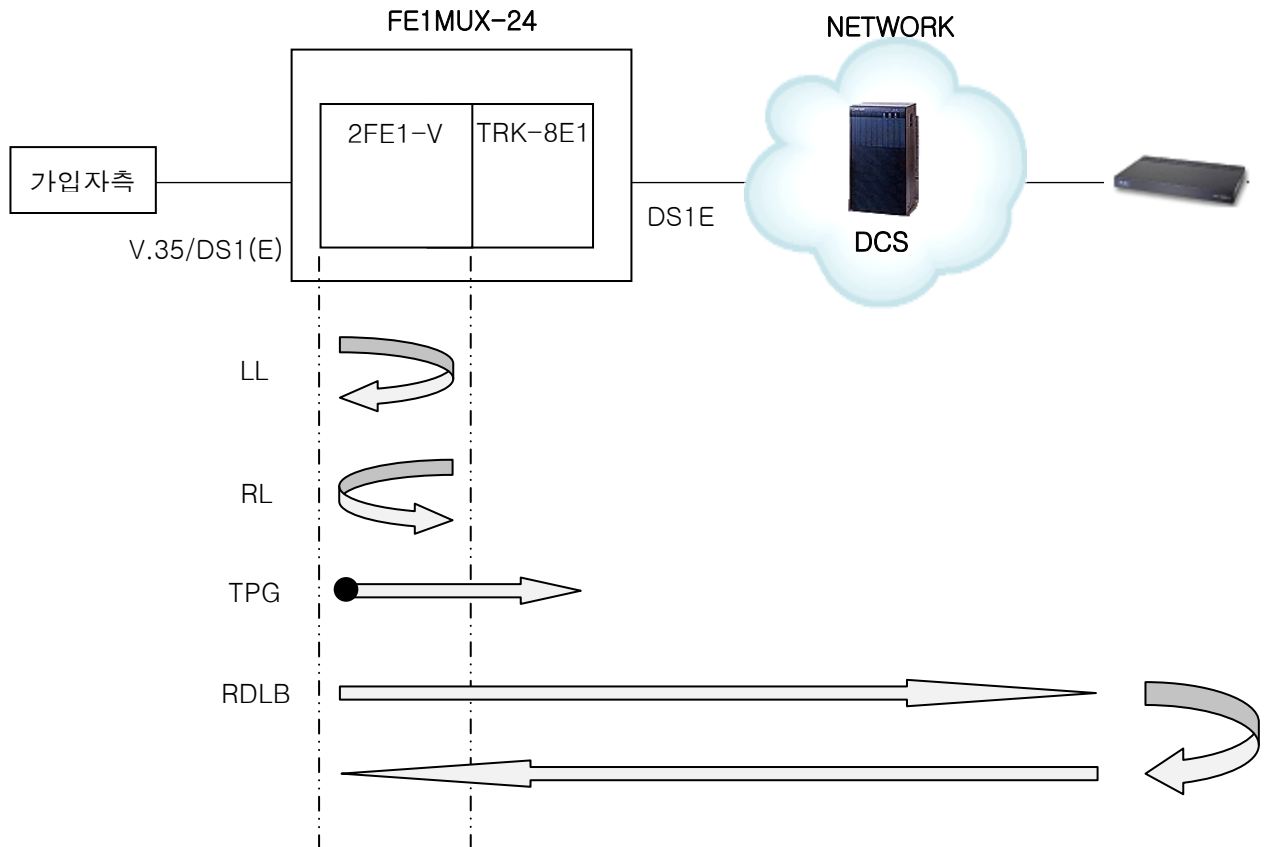 FE1MUX-24
NETWORK
2FE1-V
TRK-8E1
가입자측
V.35/DS1(E)
DS1E
DCS
LL
RL
TPG
RDLB